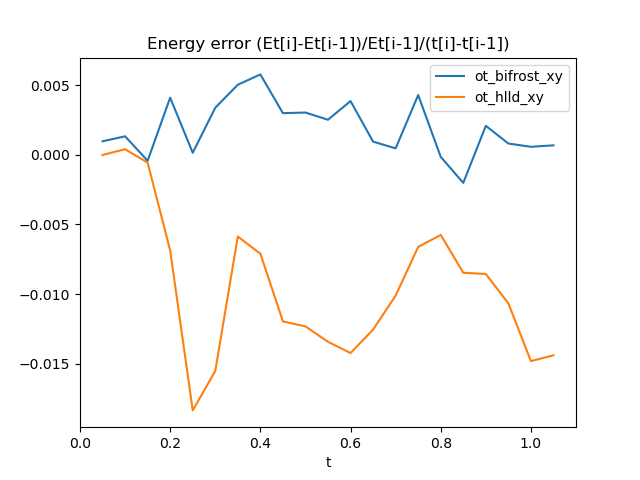 Energy error (Et[i]-Et[i-1])/Et[i-1]/(t[i]-t[i-1])
ot_bifrost_xy
ot_hlld_xy
0.005
0.000
−0.005
−0.010
−0.015
0.0 0.2 0.4 0.6 0.8 1.0
t